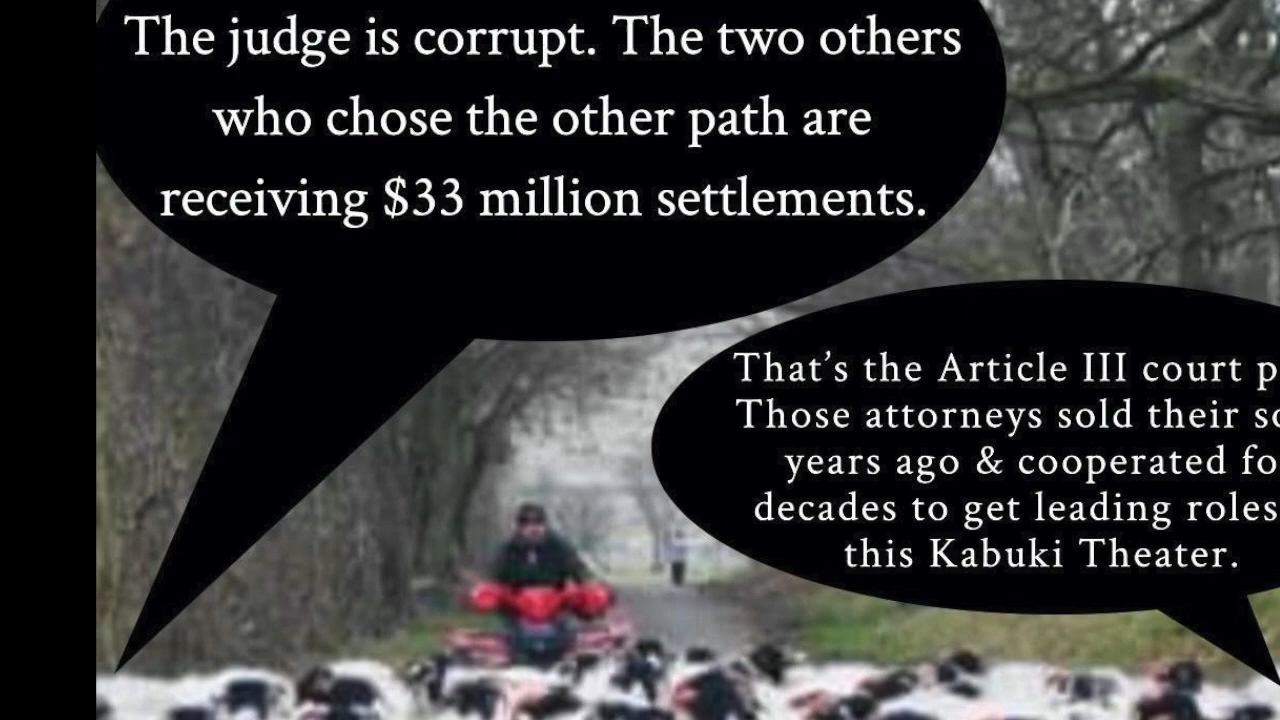 The judge is corrupt. The two others
who chose the other path are
receiving $33 million settlements.
That’s the Article III court
Those attorneys sold their
years ago & cooperated
decades to get leading roles
this Kabuki Theater.